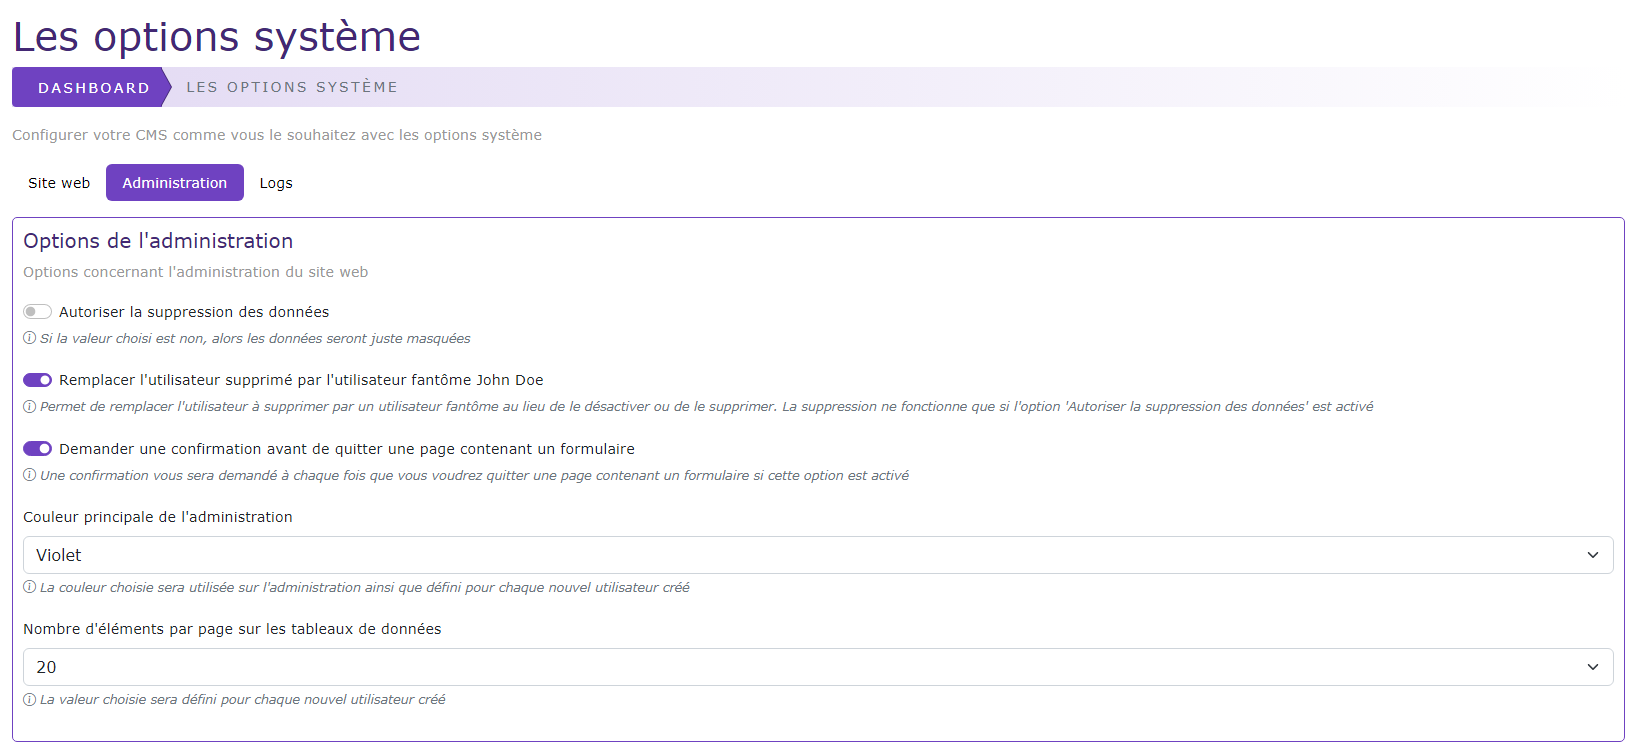 Les options système
DASHBOARD
LES OPTIONS SYSTÈME
Configurer votre CMS comme vous le souhaitez avec les options système
Site web
Administration
Logs
Options de l'administration
Options concernant l'administration du site web
Autoriser la suppression des données
Si la valeur choisi est non, alors les données seront juste masquées
Remplacer l'utilisateur supprimé par l'utilisateur fantôme John Doe
Permet de remplacer l'utilisateur à supprimer par un utilisateur fantôme au lieu de le désactiver ou de le supprimer. La suppression ne fonctionne que si l'option 'Autoriser la suppression des données' est activé
Demander une confirmation avant de quitter une page contenant un formulaire
Une confirmation vous sera demandé à chaque fois que vous voudrez quitter une page contenant un formulaire si cette option est activé
Couleur principale de l'administration
Violet
La couleur choisie sera utilisée sur l'administration ainsi que défini pour chaque nouvel utilisateur créé
Nombre d'éléments par page sur les tableaux de données
20
La valeur choisie sera défini pour chaque nouvel utilisateur créé